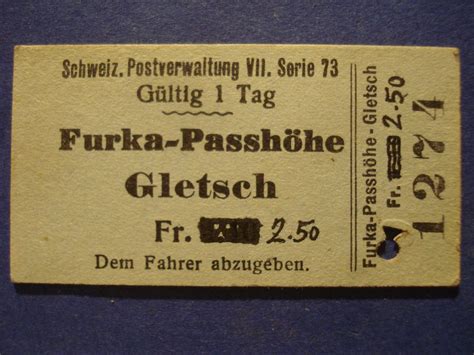 Schweiz. Postverwaltung VII. Serie 73
Gültig 1 Tag
Furka-Passhöhe
Gletsch
Fr. 2.50
Dem Fahrer abzugeben.
Furka-Passhöhe - Gletsch
Fr. 2.50
1274